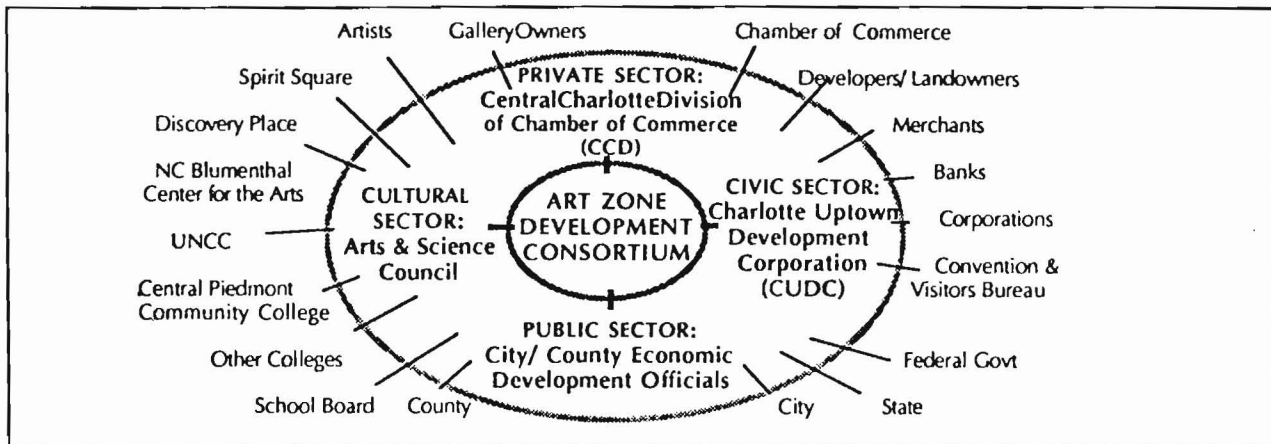 Artists
Gallery Owners
Chamber of Commerce
Spirit Square
PRIVATE SECTOR:
Developers/ Landowners
CentralCharlotteDivision
of Chamber of Commerce
(CCD)
Discovery Place
Merchants
NC Blumenthal
Center for the Arts
Banks
CULTURAL
SECTOR:
Arts & Science
Council
ART ZONE
DEVELOPMENT
CONSORTIUM
CIVIC SECTOR:
Charlotte Uptown
Development
Corporation
(CUDC)
Corporations
UNCC
Convention &
Visitors Bureau
Central Piedmont
Community College
PUBLIC SECTOR:
City/ County Economic
Development Officials
Other Colleges
Federal Govt
School Board
County
City
State